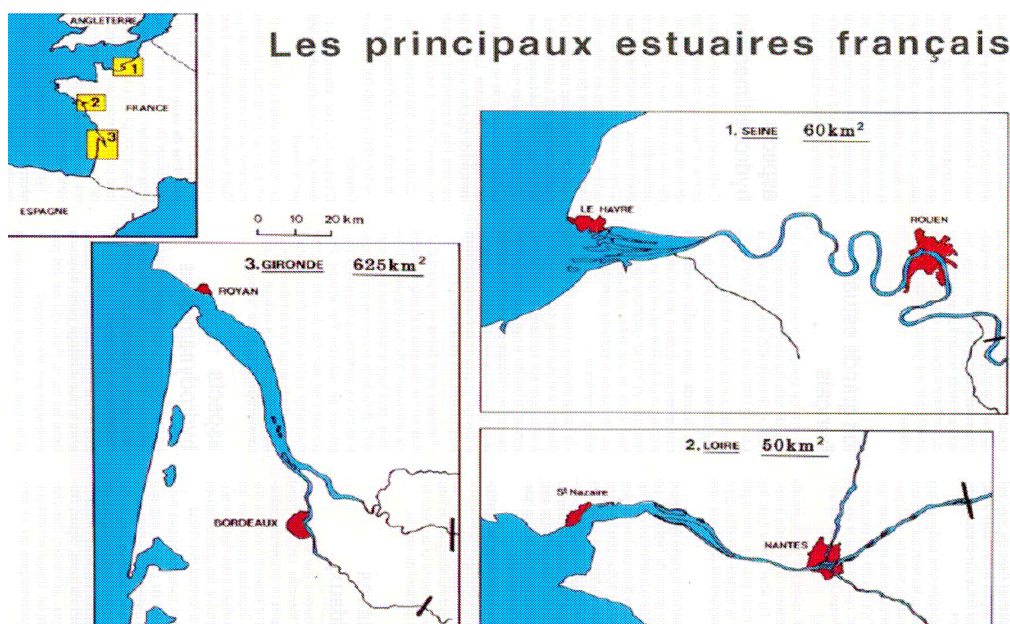 Les principaux estuaires français
ANGLETERRE
1
2
FRANCE
3
ESPAGNE
0 10 20 km
1. SEINE 60km²
LE HAVRE
ROUEN
3. GIRONDE 625km²
ROYAN
BORDEAUX
2. LOIRE 50km²
St Nazaire
NANTES